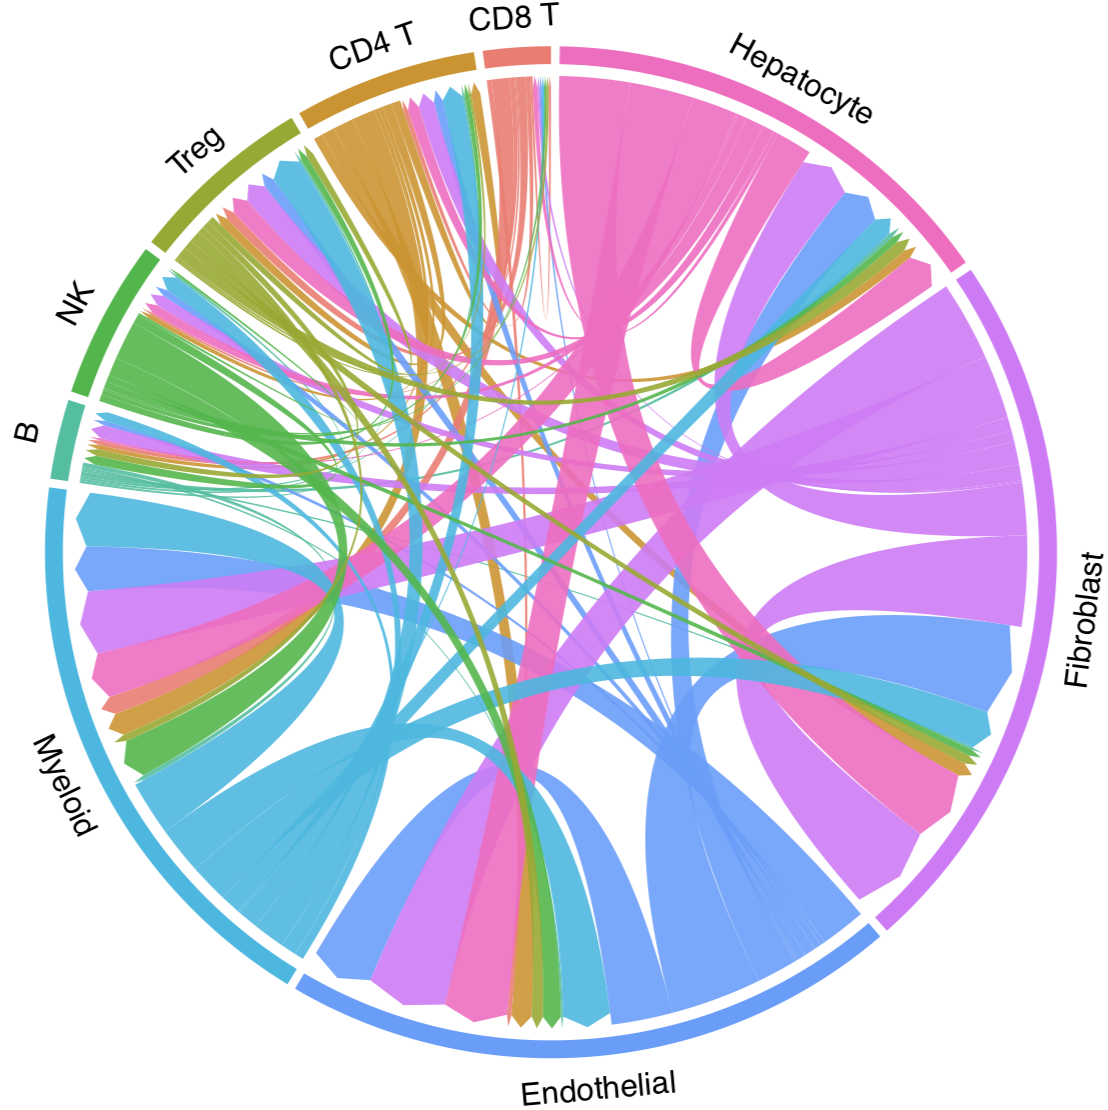 CD8 T
Hepatocyte
Fibroblast
Endothelial
Myeloid
B
NK
Treg
CD4 T